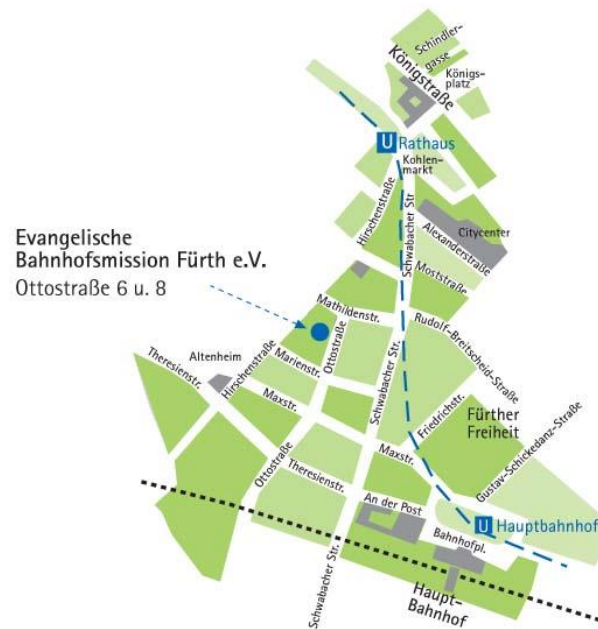 Schindler-
gasse
Königstraße
Königs-
platz
U Rathaus
Kohlen-
markt
Hirschenstraße
Schwabacher Str
Citycenter
Alexanderstraße
Moststraße
Evangelische
Bahnhofsmission Fürth e.V.
Ottostraße 6 u. 8
Mathildenstr.
Ottostraße
Rudolf-Breitscheid-Straße
Altenheim
Theresienstr.
Hirschenstraße
Marienstr.
Schwabacher Str.
Maxstr.
Friedrichstr.
Fürther
Freiheit
Gustav-Schickedanz-Straße
Maxstr.
Ottostraße
Theresienstr.
An der Post
U Hauptbahnhof
Bahnhofpl.
Schwabacher Str.
Haupt-
Bahnhof